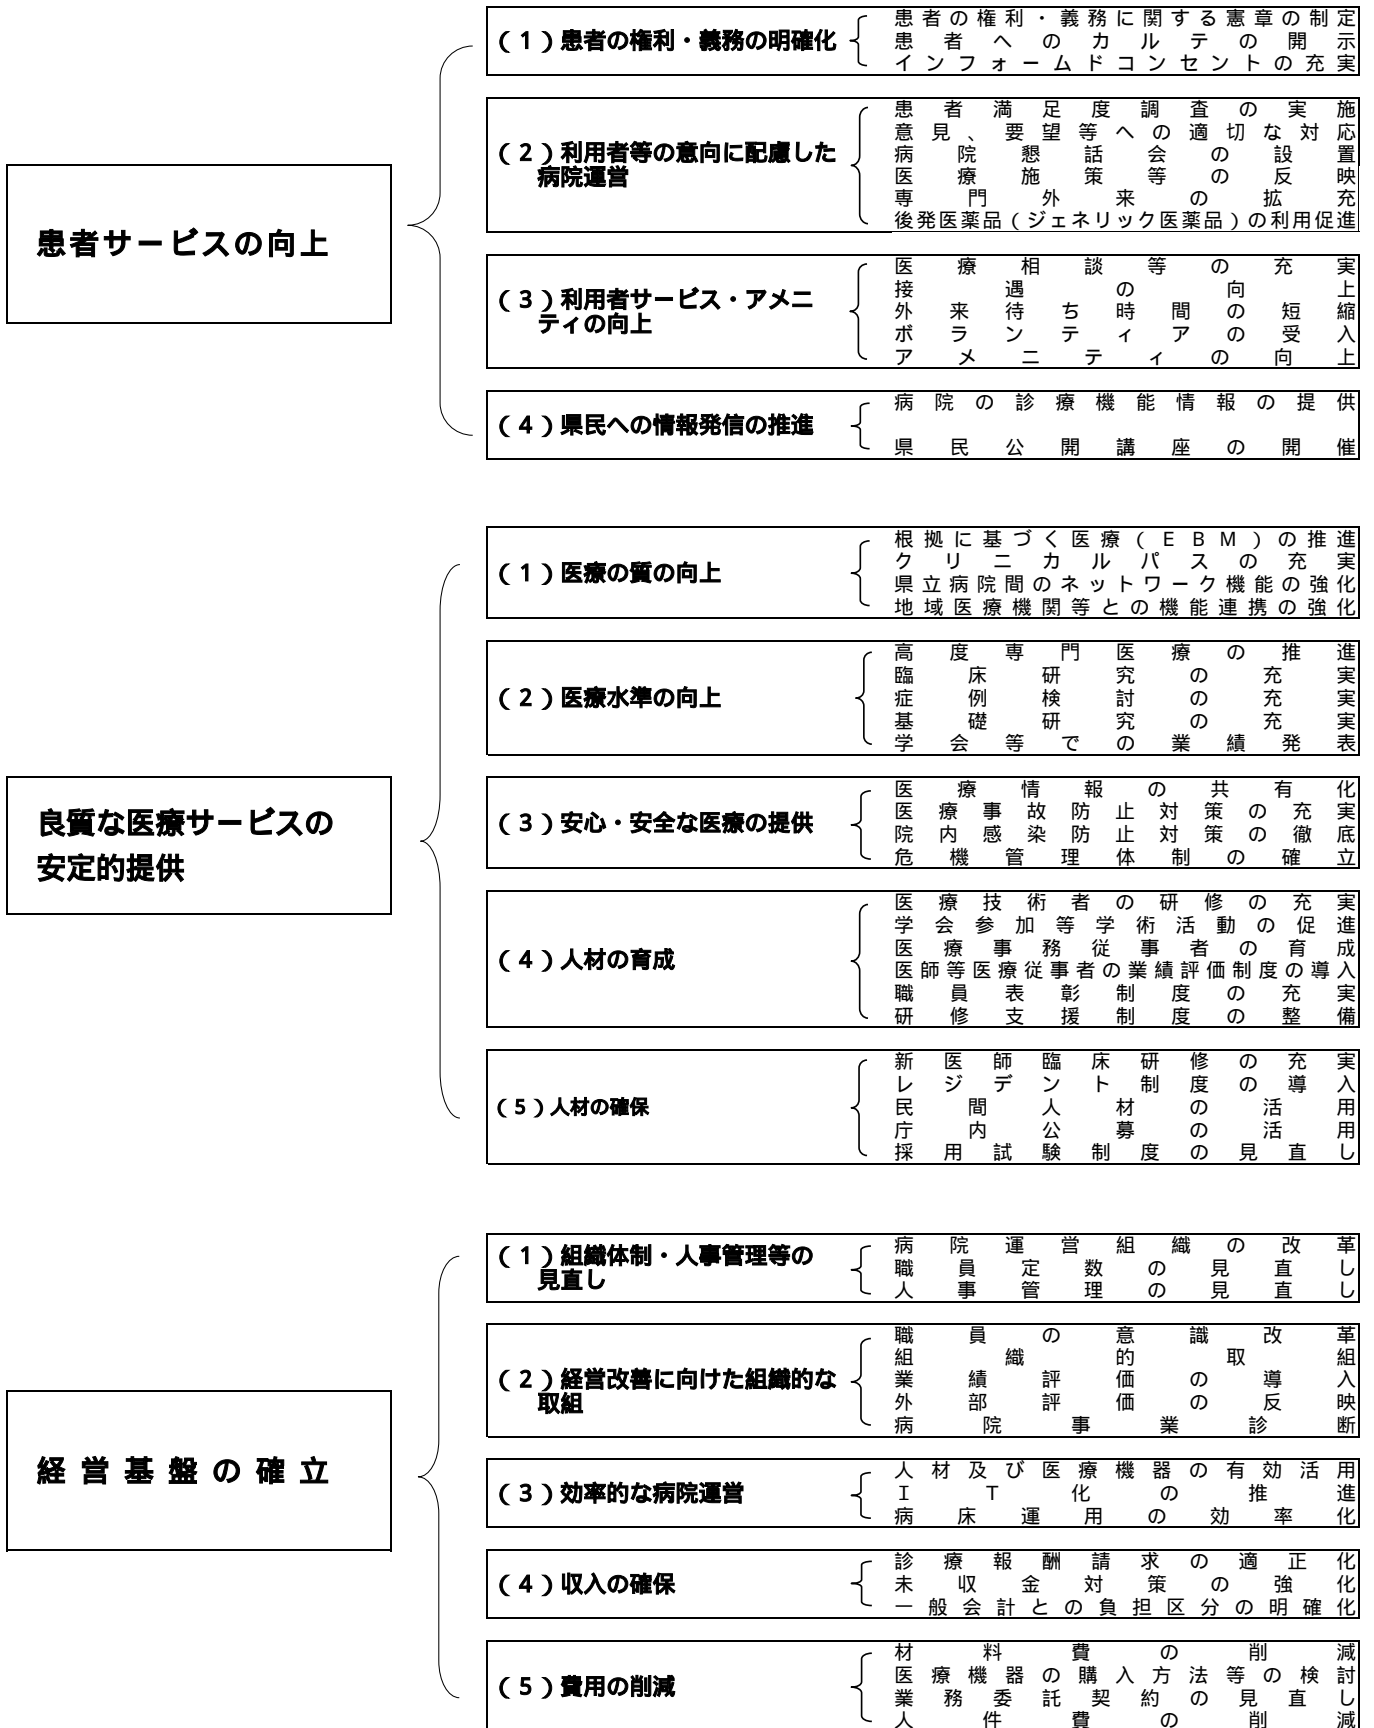 患者サービスの向上
（１）患者の権利・義務の明確化
患者の権利・義務に関する憲章の制定
患者へのカルテの開示
インフォームドコンセントの充実
（２）利用者等の意向に配慮した
病院運営
患者満足度調査の実施
意見、要望等への適切な対応
病院懇話会の設置
医療施策等の反映
専門外来の拡充
後発医薬品（ジェネリック医薬品）の利用促進
（３）利用者サービス・アメニ
ティの向上
医療相談等の充実
接遇の向上
外来待ち時間の短縮
ボランティアの受入
アメニティの向上
（４）県民への情報発信の推進
病院の診療機能情報の提供
県民公開講座の開催
良質な医療サービスの
安定的提供
（１）医療の質の向上
根拠に基づく医療（ＥＢＭ）の推進
クリニカルパスの充実
県立病院間のネットワーク機能の強化
地域医療機関等との機能連携の強化
（２）医療水準の向上
高度専門医療の推進
臨床研究の充実
症例検討の充実
基礎研究の充実
学会等での業績発表
（３）安心・安全な医療の提供
医療情報の共有化
医療事故防止対策の充実
院内感染防止対策の徹底
危機管理体制の確立
（４）人材の育成
医療技術者の研修の充実
学会参加等学術活動の促進
医療事務従事者の育成
医師等医療従事者の業績評価制度の導入
職員表彰制度の充実
研修支援制度の整備
（５）人材の確保
新医師臨床研修の充実
レジデント制度の導入
民間人材の活用
庁内公募の活用
採用試験制度の見直し
経営基盤の確立
（１）組織体制・人事管理等の
見直し
病院運営組織の改革
職員定数の見直し
人事管理の見直し
（２）経営改善に向けた組織的な
取組
職員の意識改革
組織的取組
業績評価の導入
外部評価の反映
病院事業診断
（３）効率的な病院運営
人材及び医療機器の有効活用
ＩＴ化の推進
病床運用の効率化
（４）収入の確保
診療報酬請求の適正化
未収金対策の強化
一般会計との負担区分の明確化
（５）費用の削減
材料費の削減
医療機器の購入方法等の検討
業務委託契約の見直し
人件費の削減